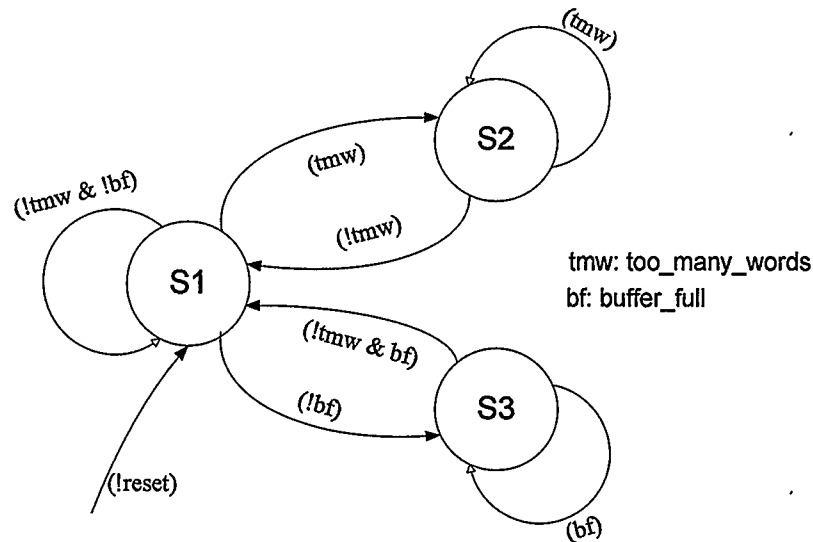 (tmw)
S2
(tmw)
(!tmw & !bf)
(!tmw)
tmw: too_many_words
S1
bf: buffer_full
(!tmw & bf)
(!bf)
S3
(!reset)
(bf)